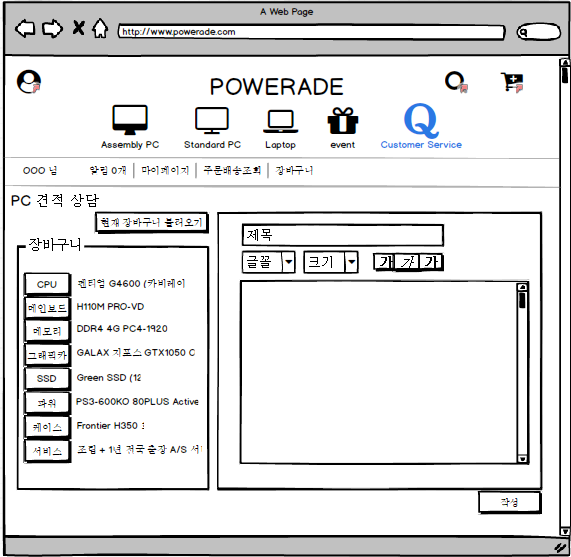 A Web Page
http://www.powerade.com
POWERADE
Assembly PC
Standard PC
Laptop
event
Q
Customer Service
OOO 님
알림 0개
마이페이지
주문배송조회
장바구니
PC 견적 상담
현재 장바구니 불러오기
장바구니
CPU 펜티엄 G4600 (카비레이
메인보드 H110M PRO-VD
메모리 DDR4 4G PC4-1920
그래픽카 GALAX 지포스 GTX1050 C
SSD Green SSD (12
파워 PS3-600KO 80PLUS Active
케이스 Frontier H350
서비스 조립 + 1년 전국 출장 A/S 서
제목
글꼴
크기
가 가 가
작성